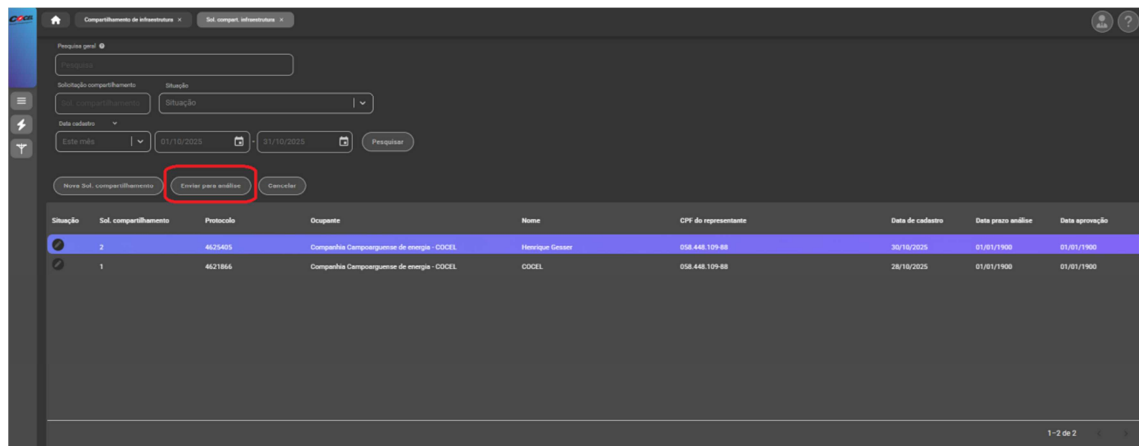 COCEL
Compartilhamento de infraestrutura ×
Sol. compart. infraestrutura ×
?
Pesquisa geral ?
Pesquisa
Solicitação compartilhamento
Situação
Sol. compartilhamento
Situação
Data cadastro
Este mês
01/10/2025
-
31/10/2025
Pesquisar
Nova Sol. compartilhamento
Enviar para análise
Cancelar
Situação Sol. compartilhamento Protocolo Ocupante Nome CPF do representante Data de cadastro Data prazo análise Data aprovação
2 4625405 Companhia Campoarguense de energia - COCEL Henrique Gesser 058.448.109-88 30/10/2025 01/01/1900 01/01/1900
1 4621866 Companhia Campoarguense de energia - COCEL COCEL 058.448.109-88 28/10/2025 01/01/1900 01/01/1900
1-2 de 2